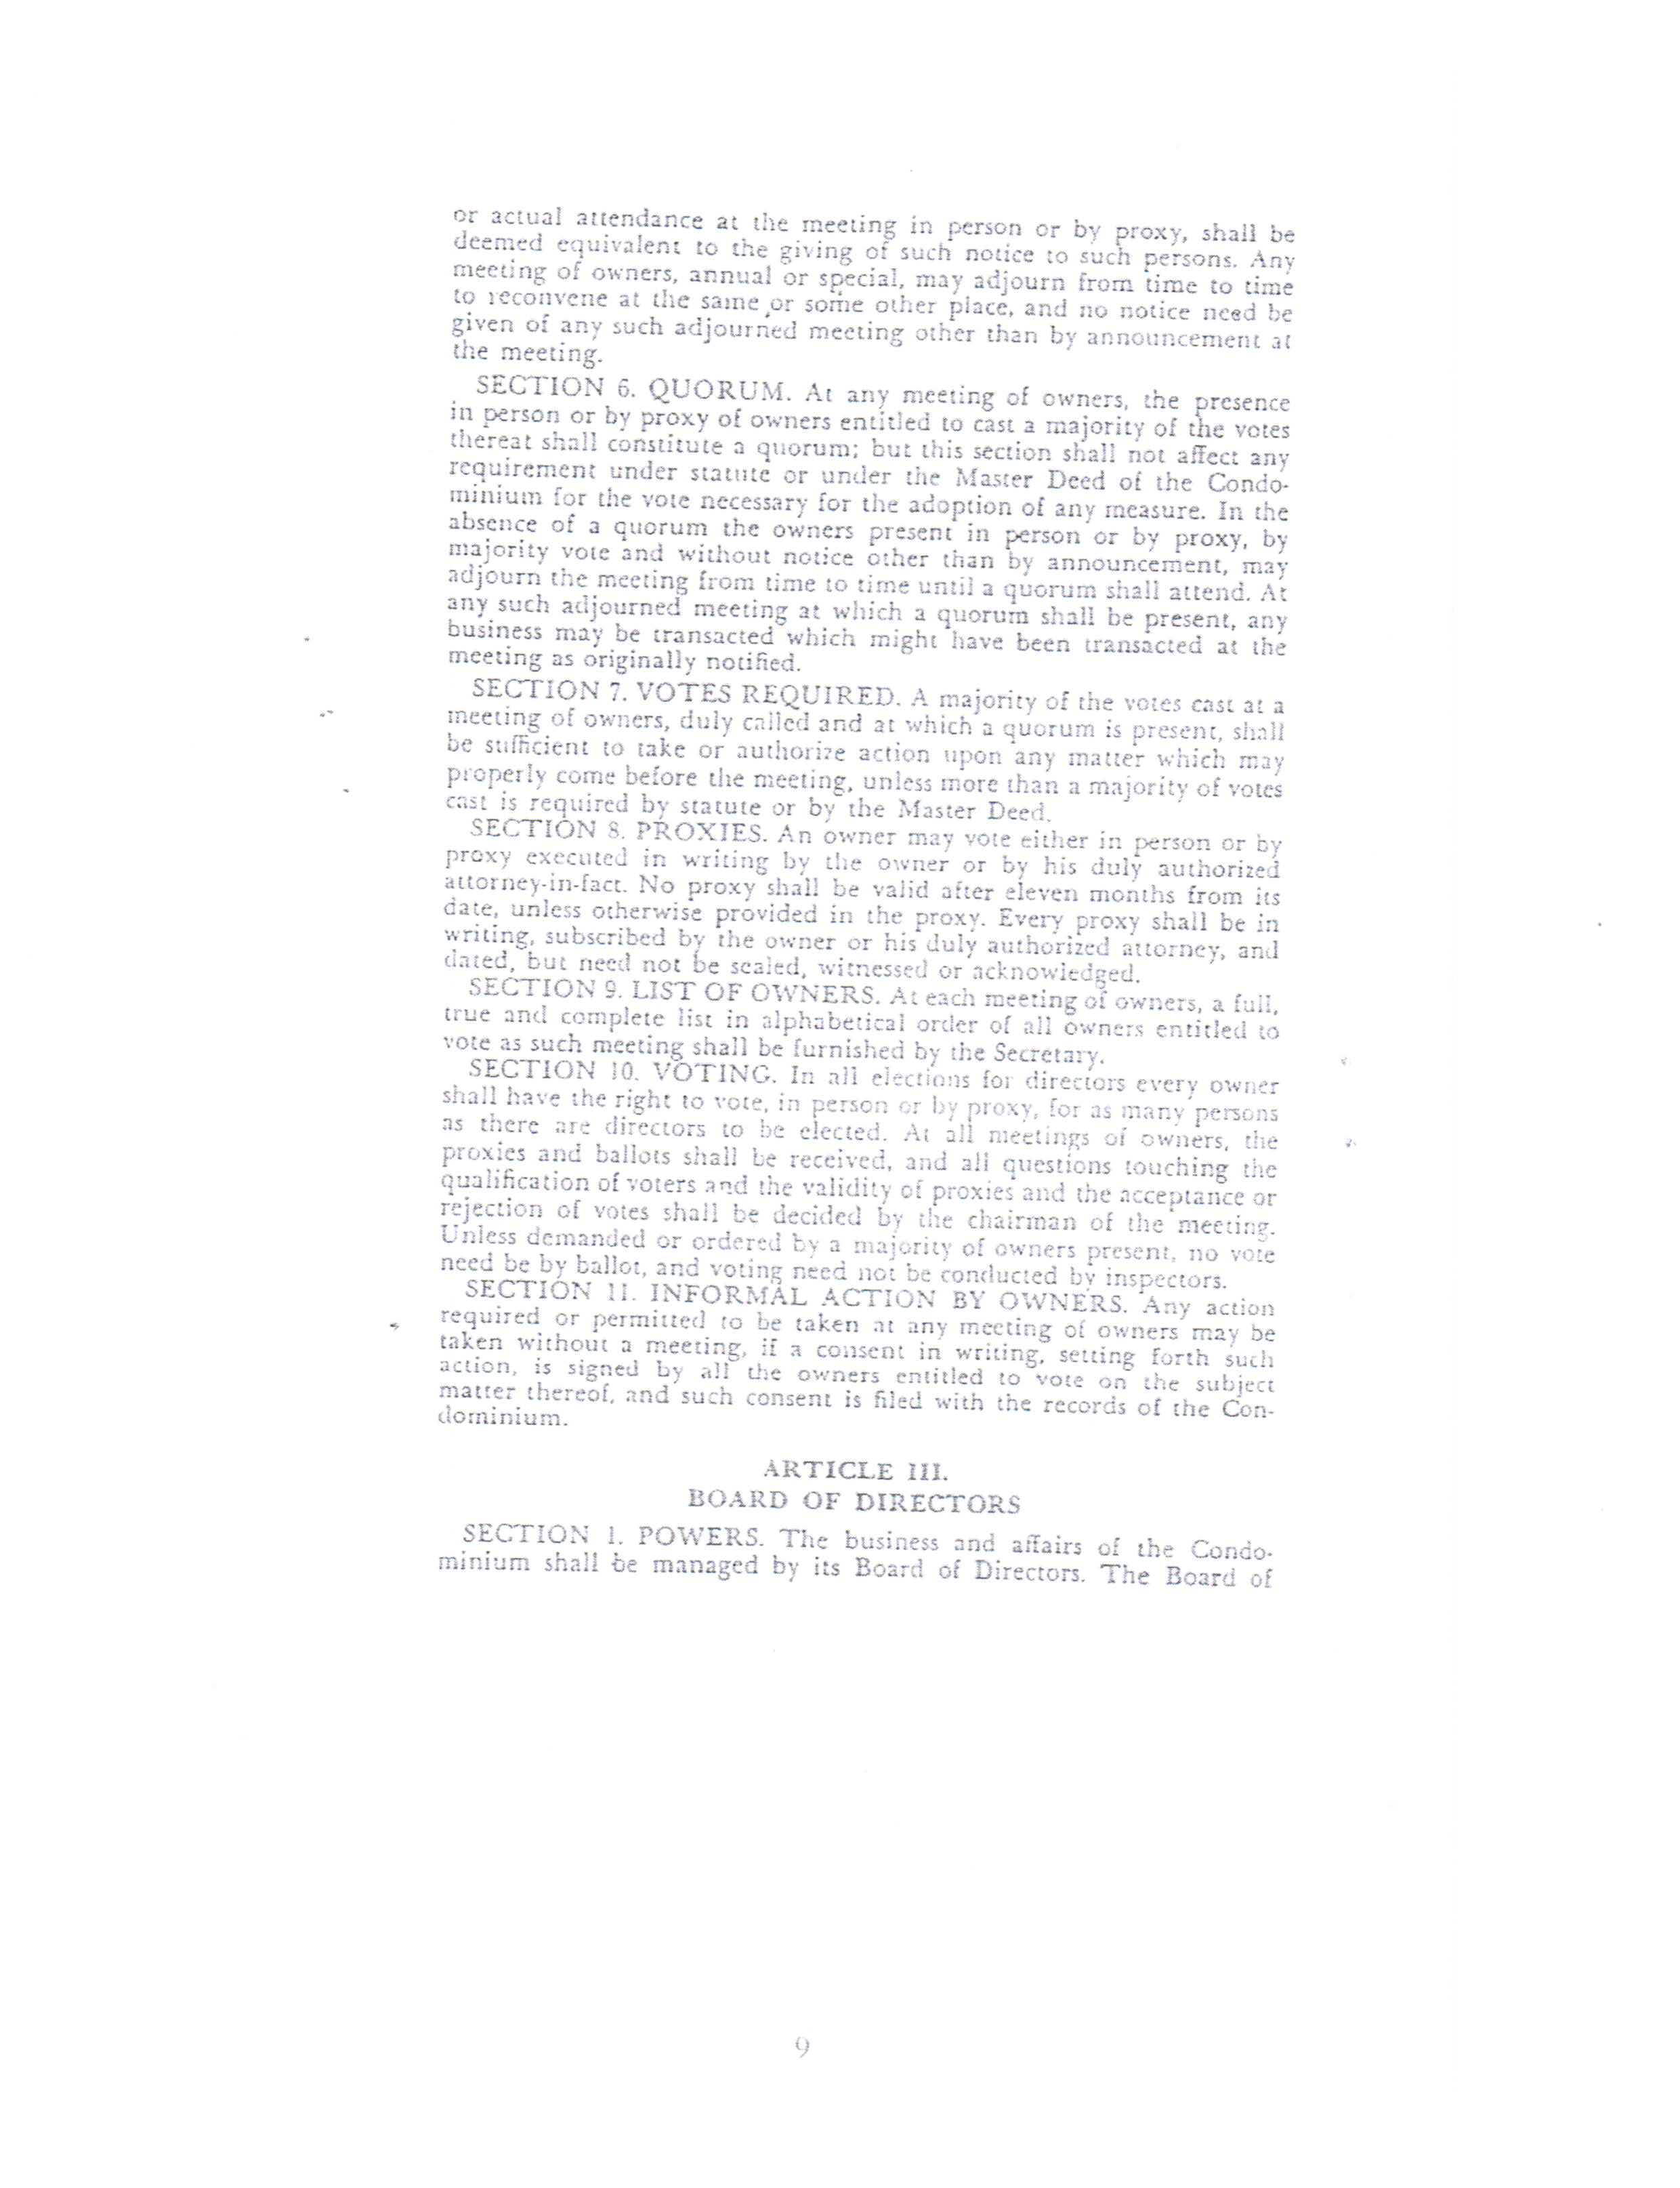 or actual attendance at the meeting in person or by proxy, shall be
deemed equivalent to the giving of such notice to such persons. Any
meeting of owners, annual or special, may adjourn from time to time
to reconvene at the same or some other place, and no notice need be
given of any such adjourned meeting other than by announcement at
the meeting.
SECTION 6. QUORUM. At any meeting of owners, the presence
in person or by proxy of owners entitled to cast a majority of the votes
thereat shall constitute a quorum; but this section shall not affect any
requirement under statute or under the Master Deed of the Condo-
minium for the vote necessary for the adoption of any measure. In the
absence of a quorum the owners present in person or by proxy, by
majority vote and without notice other than by announcement, may
adjourn the meeting from time to time until a quorum shall attend. At
any such adjourned meeting at which a quorum shall be present, any
business may be transacted which might have been transacted at the
meeting as originally notified.
SECTION 7. VOTES REQUIRED. A majority of the votes cast at a
meeting of owners, duly called and at which a quorum is present, shall
be sufficient to take or authorize action upon any matter which may
properly come before the meeting, unless more than a majority of votes
cast is required by statute or by the Master Deed.
SECTION 8. PROXIES. An owner may vote either in person or by
proxy executed in writing by the owner or by his duly authorized
attorney-in-fact. No proxy shall be valid after eleven months from its
date, unless otherwise provided in the proxy. Every proxy shall be in
writing, subscribed by the owner or his duly authorized attorney, and
dated, but need not be sealed, witnessed or acknowledged.
SECTION 9. LIST OF OWNERS. At each meeting of owners, a full,
true and complete list in alphabetical order of all owners entitled to
vote as such meeting shall be furnished by the Secretary.
SECTION 10. VOTING. In all elections for directors every owner
shall have the right to vote, in person or by proxy, for as many persons
as there are directors to be elected. At all meetings of owners, the
proxies and ballots shall be received, and all questions touching the
qualification of voters and the validity of proxies and the acceptance or
rejection of votes shall be decided by the chairman of the meeting.
Unless demanded or ordered by a majority of owners present, no vote
need be by ballot, and voting need not be conducted by inspectors.
SECTION 11. INFORMAL ACTION BY OWNERS. Any action
required or permitted to be taken at any meeting of owners may be
taken without a meeting, if a consent in writing, setting forth such
action, is signed by all the owners entitled to vote on the subject
matter thereof, and such consent is filed with the records of the Con-
dominium.
ARTICLE III.
BOARD OF DIRECTORS
SECTION 1. POWERS. The business and affairs of the Condo-
minium shall be managed by its Board of Directors. The Board of
9